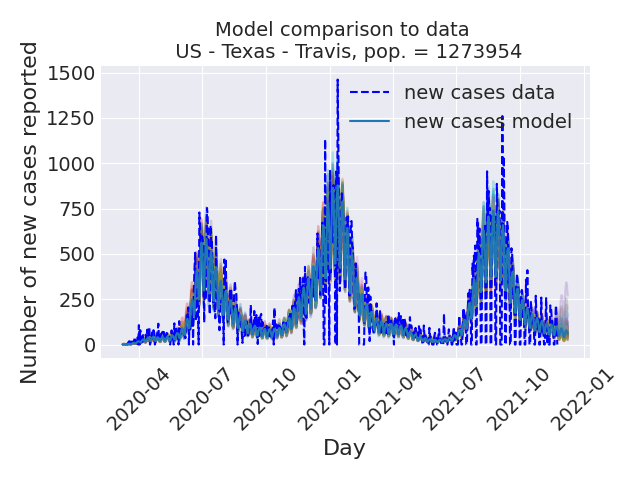 Model comparison to data
US - Texas - Travis, pop. = 1273954
Number of new cases reported
1500
1250
1000
750
500
250
0
new cases data
new cases model
2020-04
2020-07
2020-10
2021-01
2021-04
2021-07
2021-10
2022-01
Day